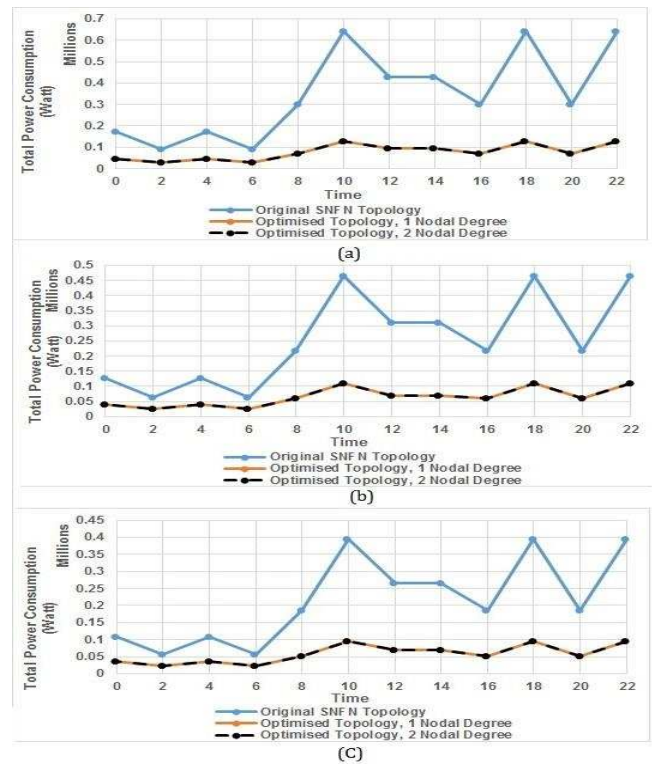 Total Power Consumption
(Watt)
Millions
0.7
0.6
0.5
0.4
0.3
0.2
0.1
0
0 2 4 6 8 10 12 14 16 18 20 22
Time
Original SNFN Topology
Optimised Topology, 1 Nodal Degree
Optimised Topology, 2 Nodal Degree
(a)
Total Power Consumption
(Watt)
Millions
0.5
0.45
0.4
0.35
0.3
0.25
0.2
0.15
0.1
0.05
0
0 2 4 6 8 10 12 14 16 18 20 22
Time
Original SNFN Topology
Optimised Topology, 1 Nodal Degree
Optimised Topology, 2 Nodal Degree
(b)
Total Power Consumption
(Watt)
Millions
0.45
0.4
0.35
0.3
0.25
0.2
0.15
0.1
0.05
0
0 2 4 6 8 10 12 14 16 18 20 22
Time
Original SNFN Topology
Optimised Topology, 1 Nodal Degree
Optimised Topology, 2 Nodal Degree
(C)